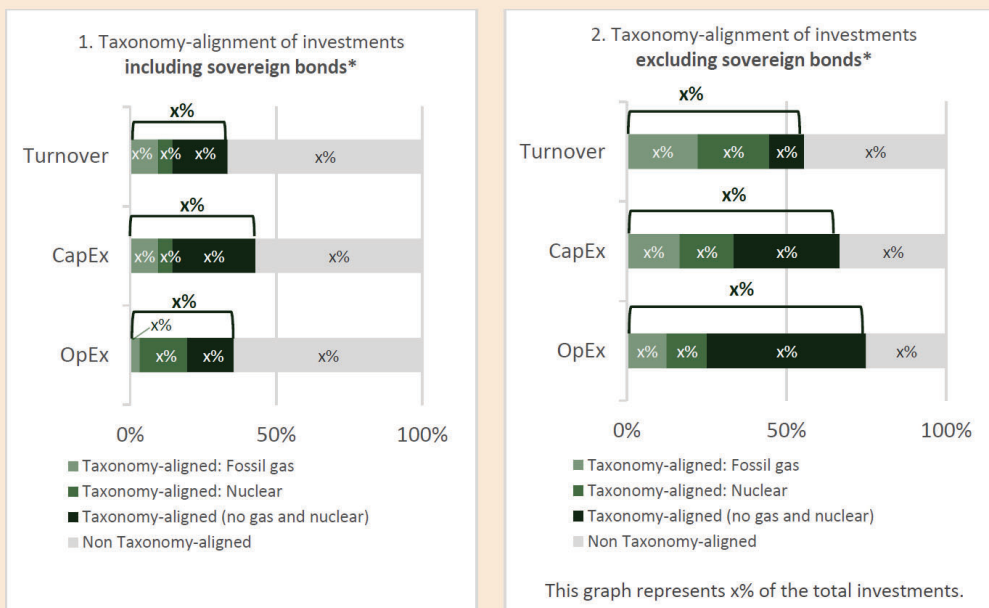 1. Taxonomy-alignment of investments
including sovereign bonds*
x%
Turnover
x% x% x% x%
x%
CapEx
x% x% x% x%
x%
x%
OpEx
x% x% x%
0% 50% 100%
Taxonomy-aligned: Fossil gas
Taxonomy-aligned: Nuclear
Taxonomy-aligned (no gas and nuclear)
Non Taxonomy-aligned
2. Taxonomy-alignment of investments
excluding sovereign bonds*
x%
Turnover
x% x% x% x%
x%
CapEx
x% x% x% x%
x%
OpEx
x% x% x% x%
0% 50% 100%
Taxonomy-aligned: Fossil gas
Taxonomy-aligned: Nuclear
Taxonomy-aligned (no gas and nuclear)
Non Taxonomy-aligned
This graph represents x% of the total investments.